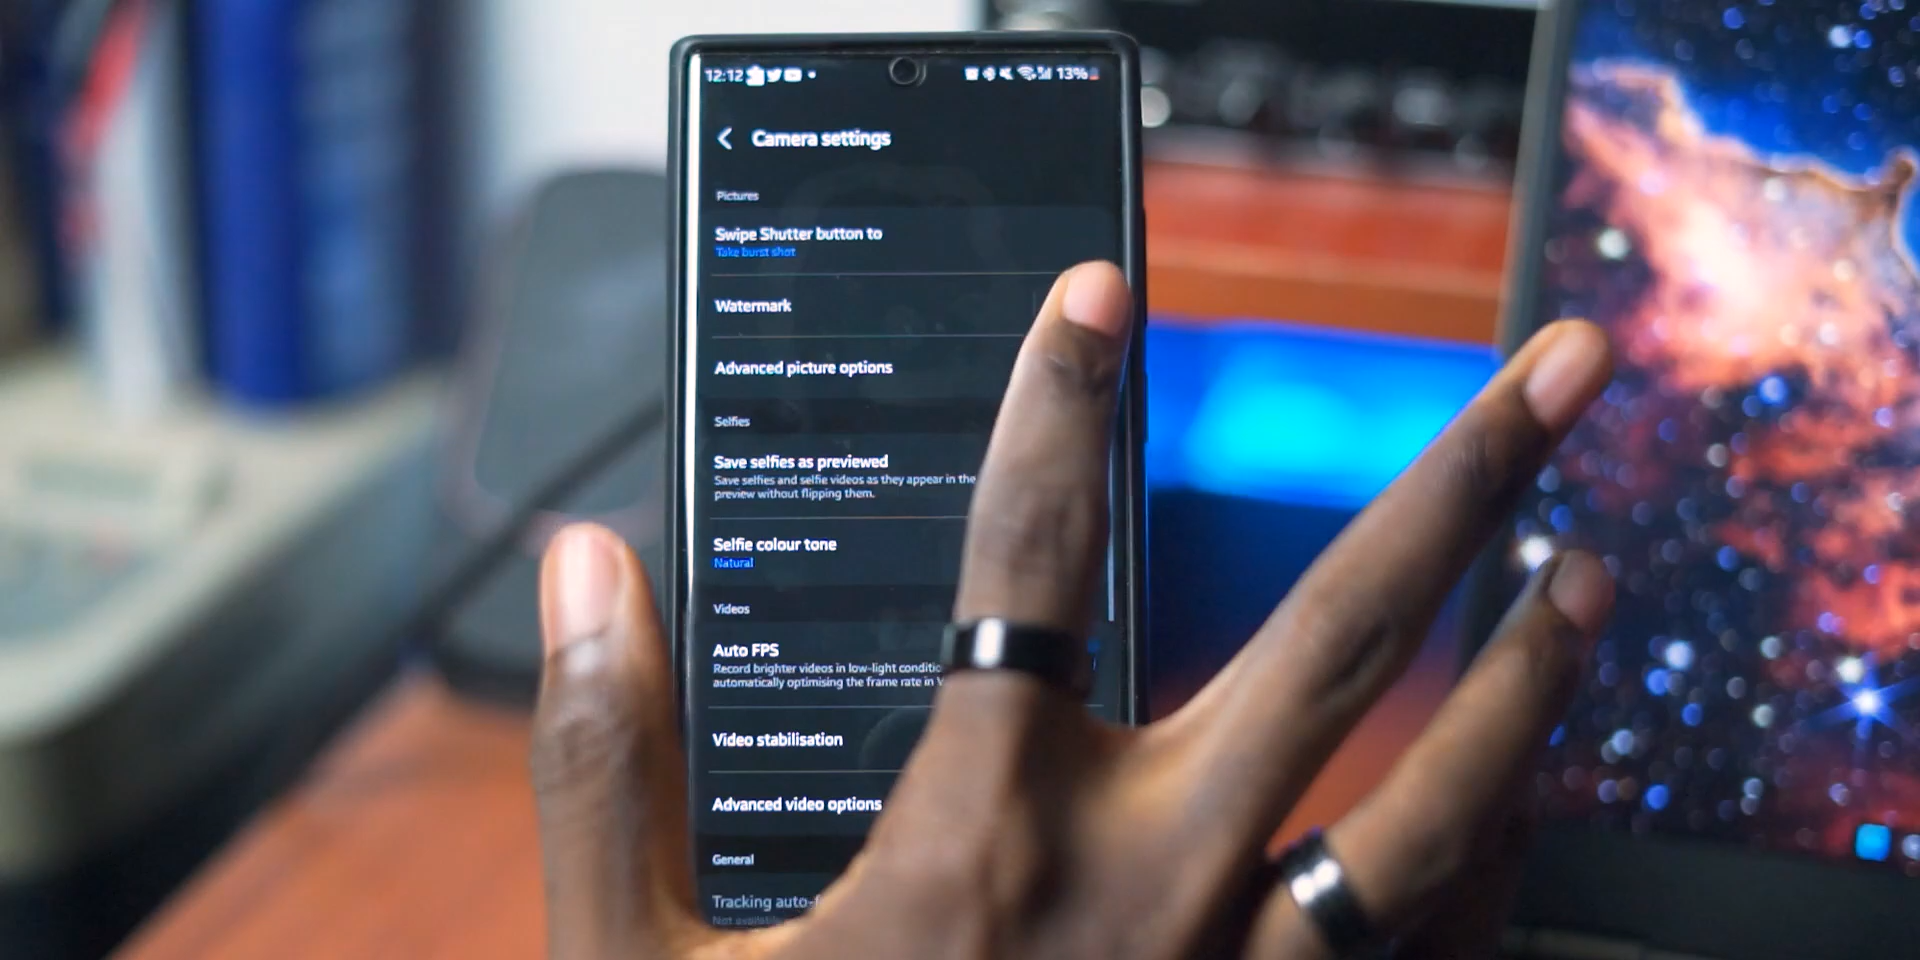 12:12 13%
Camera settings
Pictures
Swipe Shutter button to
Take burst shot
Watermark
Advanced picture options
Selfies
Save selfies as previewed
Save selfies and selfie videos as they appear in the
preview without flipping them.
Selfie colour tone
Natural
Videos
Auto FPS
Record brighter videos in low-light
automatically optimising the frame rate in
Video stabilisation
Advanced video options
General
Tracking
Not